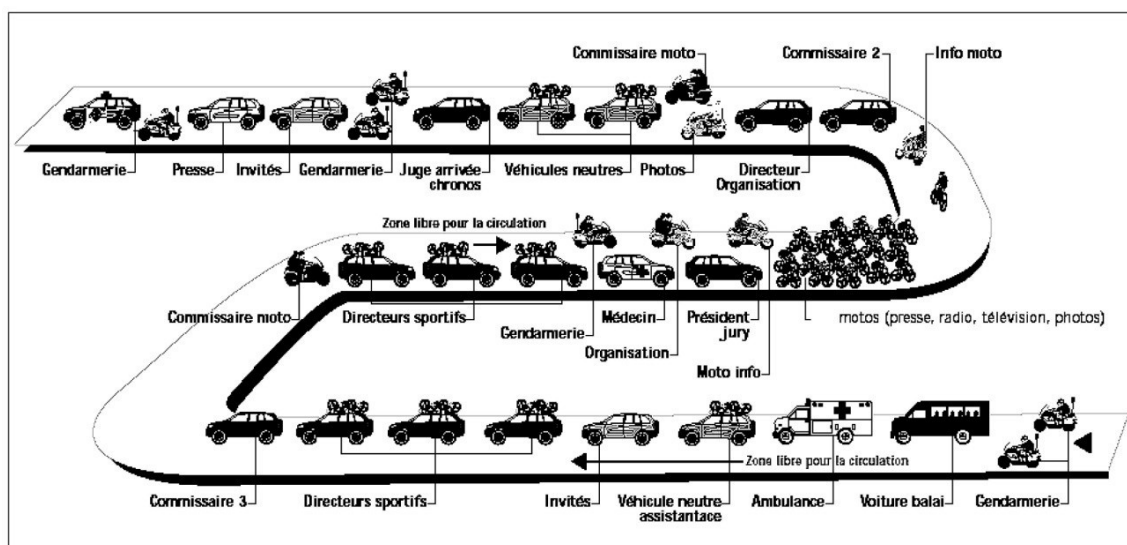 Commissaire moto
Commissaire 2
Info moto
Gendarmerie
Presse
Invités
Gendarmerie
Juge arrivée
chronos
Véhicules neutres
Photos
Directeur
Organisation
Zone libre pour la circulation
Commissaire moto
Directeurs sportifs
Gendarmerie
Médecin
Organisation
Président
jury
Moto info
motos (presse, radio, télévision, photos)
Zone libre pour la circulation
Commissaire 3
Directeurs sportifs
Invités
Véhicule neutre
assistantace
Ambulance
Voiture balai
Gendarmerie